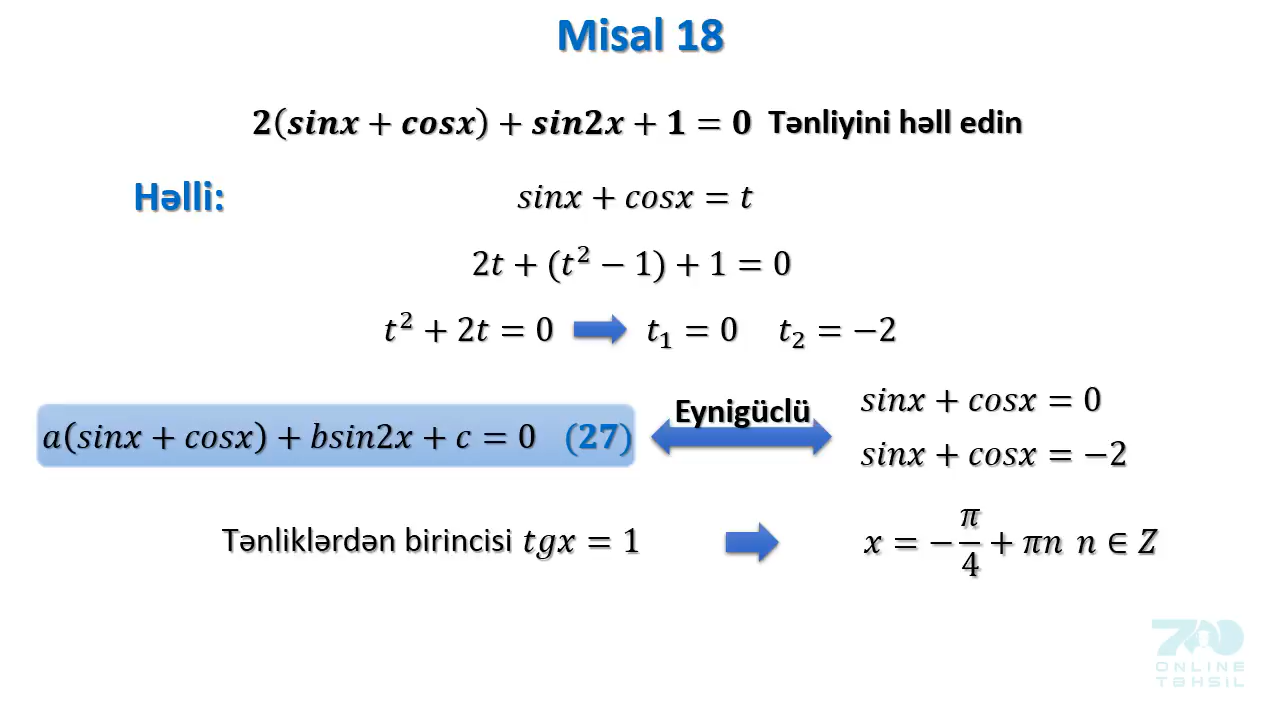 Misal 18
2(sinx + cosx) + sin2x + 1 = 0 Tənliyini həll edin
Həlli:
sinx + cosx = t
2t + (t² − 1) + 1 = 0
t² + 2t = 0 t₁ = 0 t₂ = −2
a(sinx + cosx) + bsin2x + c = 0 (27)
Eynigüclü
sinx + cosx = 0
sinx + cosx = −2
Tənliklərdən birincisi tgx = 1
x = −π/4 + πn n ∈ Z
7N0
ONLINE
TəHSIL